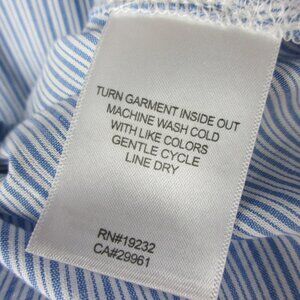 TURN GARMENT INSIDE OUT
MACHINE WASH COLD
WITH LIKE COLORS
GENTLE CYCLE
LINE DRY
RN#19232
CA#29961